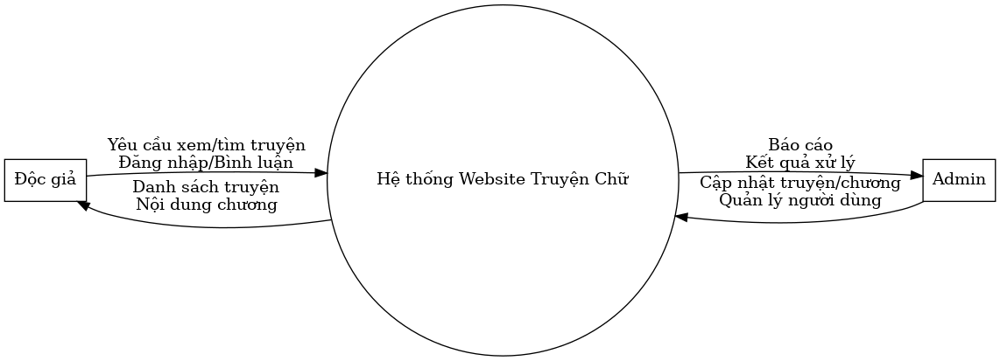 Yêu cầu xem/tìm truyện
Đăng nhập/Bình luận
Độc giả
Danh sách truyện
Nội dung chương
Hệ thống Website Truyện Chữ
Báo cáo
Kết quả xử lý
Cập nhật truyện/chương
Quản lý người dùng
Admin